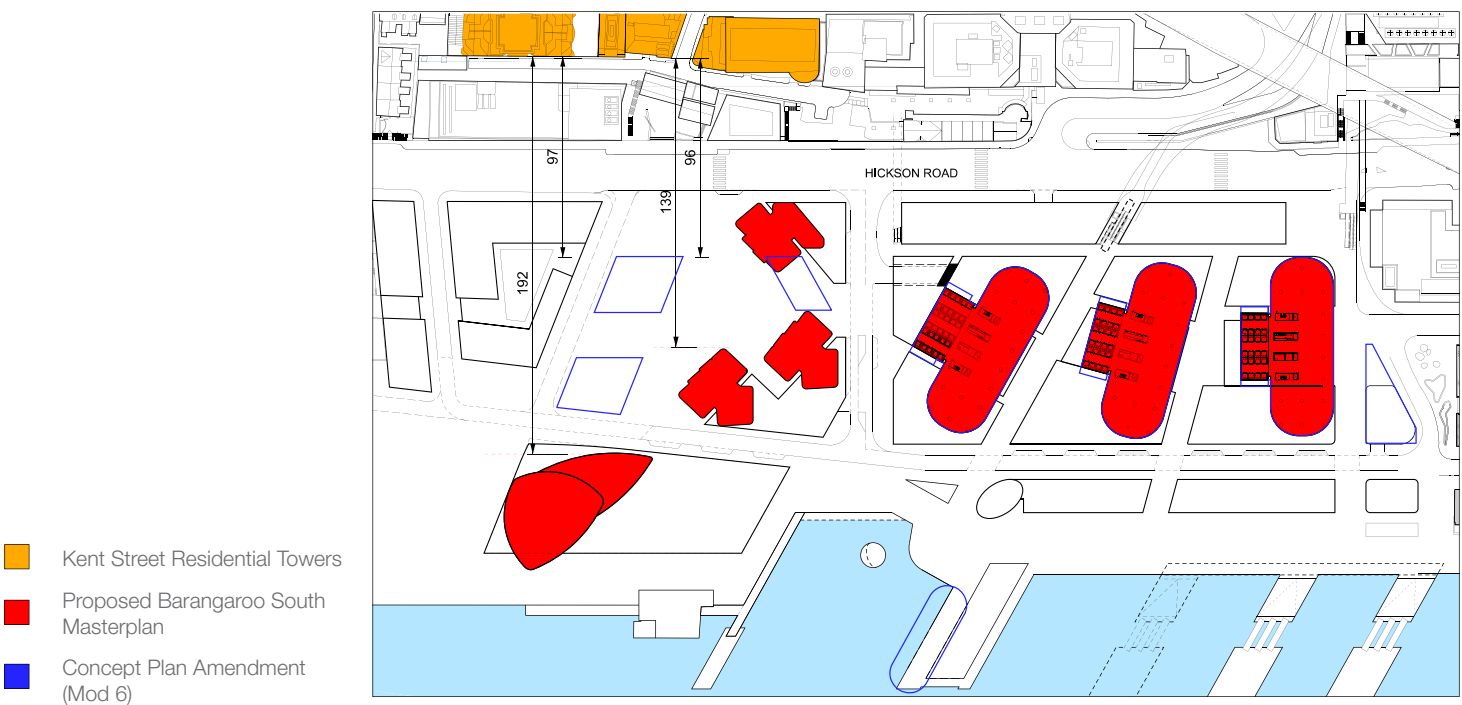 97
96
139
192
HICKSON ROAD
Kent Street Residential Towers
Proposed Barangaroo South
Masterplan
Concept Plan Amendment
(Mod 6)